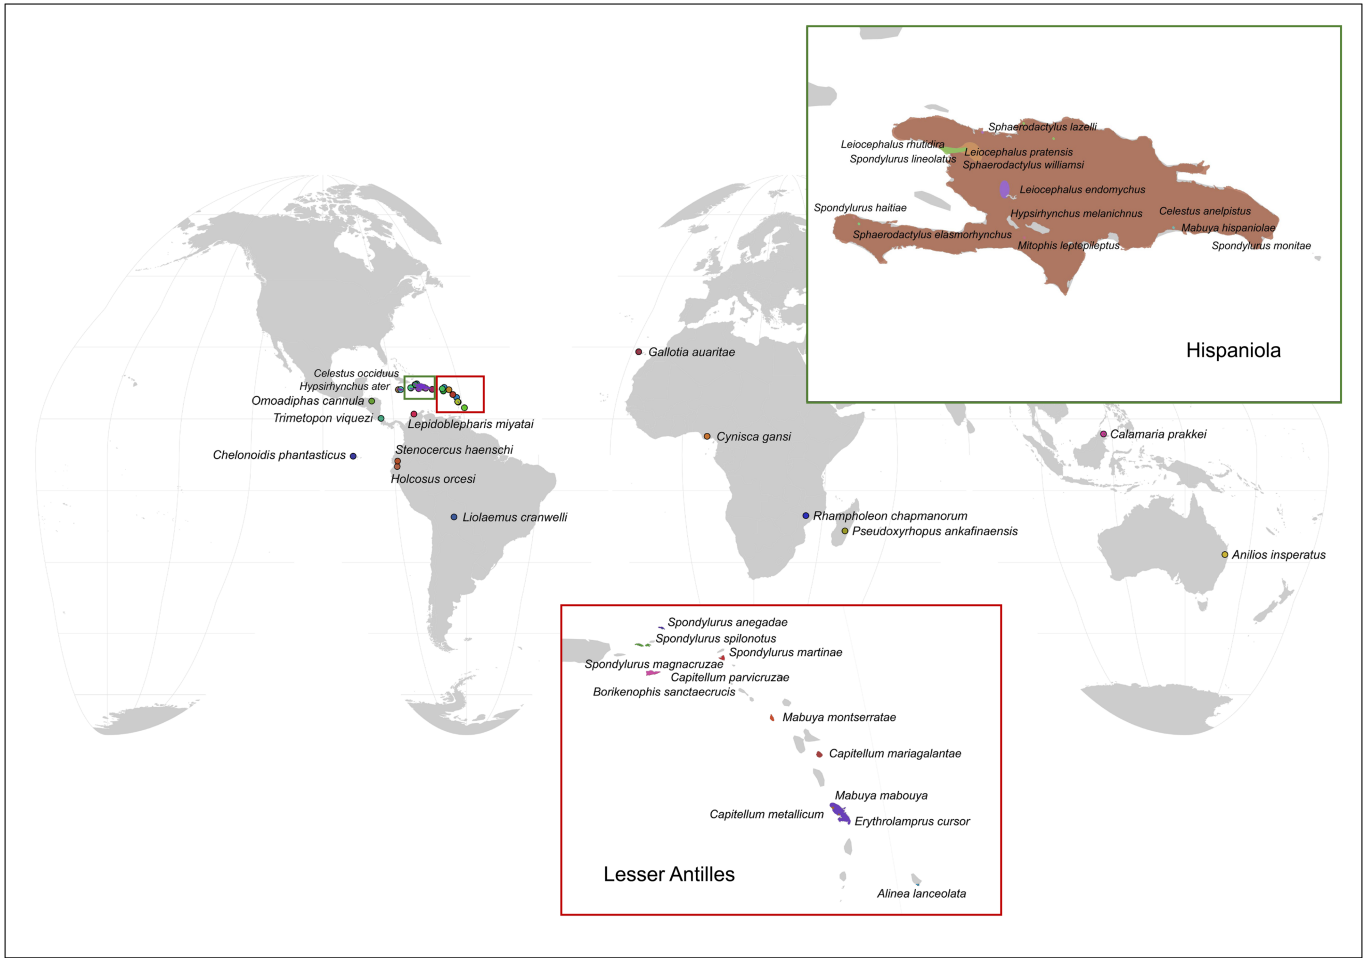 Sphaerodactylus lazelli
Leiocephalus rhutidira
Leiocephalus pratensis
Spondylurus lineolatus
Sphaerodactylus williamsi
Leiocephalus endomychus
Spondylurus haitiae
Hypsirhynchus melanichnus
Celestus anelpistus
Mabuya hispaniolae
Sphaerodactylus elasmorhynchus
Mitophis leptepileptus
Spondylurus monitae
Hispaniola
Gallotia auaritae
Celestus occiduus
Hypsirhynchus ater
Omoadiphas cannula
Trimetopon viquezi
Lepidoblepharis miyatai
Cynisca gansi
Calamaria prakkei
Stenocercus haenschi
Chelonoidis phantasticus
Holcosus orcesi
Liolaemus cranwelli
Rhampholeon chapmanorum
Pseudoxyrhopus ankafinaensis
Anilios insperatus
Spondylurus anegadae
Spondylurus spilonotus
Spondylurus martinae
Spondylurus magnacruzae
Capitellum parvicruzae
Borikenophis sanctaecrucis
Mabuya montserratae
Capitellum mariagalantae
Mabuya mabouya
Capitellum metallicum
Erythrolamprus cursor
Lesser Antilles
Alinea lanceolata